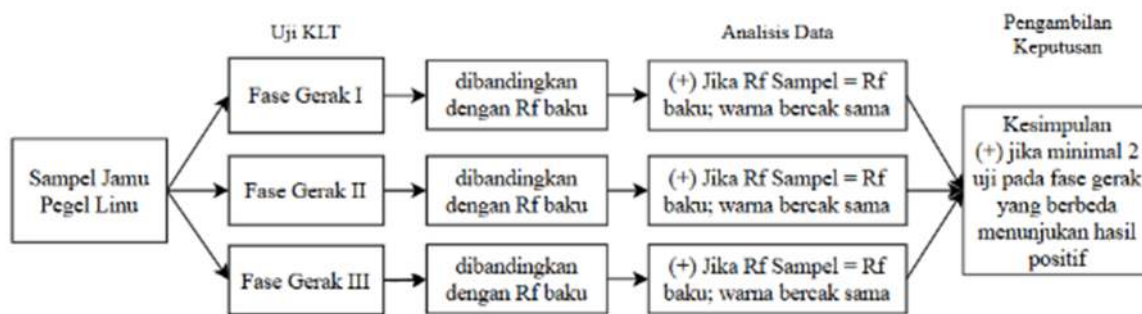 Uji KLT
Analisis Data
Pengambilan
Keputusan
Sampel Jamu
Pegel Linu
Fase Gerak I
dibandingkan
dengan Rf baku
(+) Jika Rf Sampel = Rf
baku; warna bercak sama
Fase Gerak II
dibandingkan
dengan Rf baku
(+) Jika Rf Sampel = Rf
baku; warna bercak sama
Fase Gerak III
dibandingkan
dengan Rf baku
(+) Jika Rf Sampel = Rf
baku; warna bercak sama
Kesimpulan
(+) jika minimal 2
uji pada fase gerak
yang berbeda
menunjukan hasil
positif